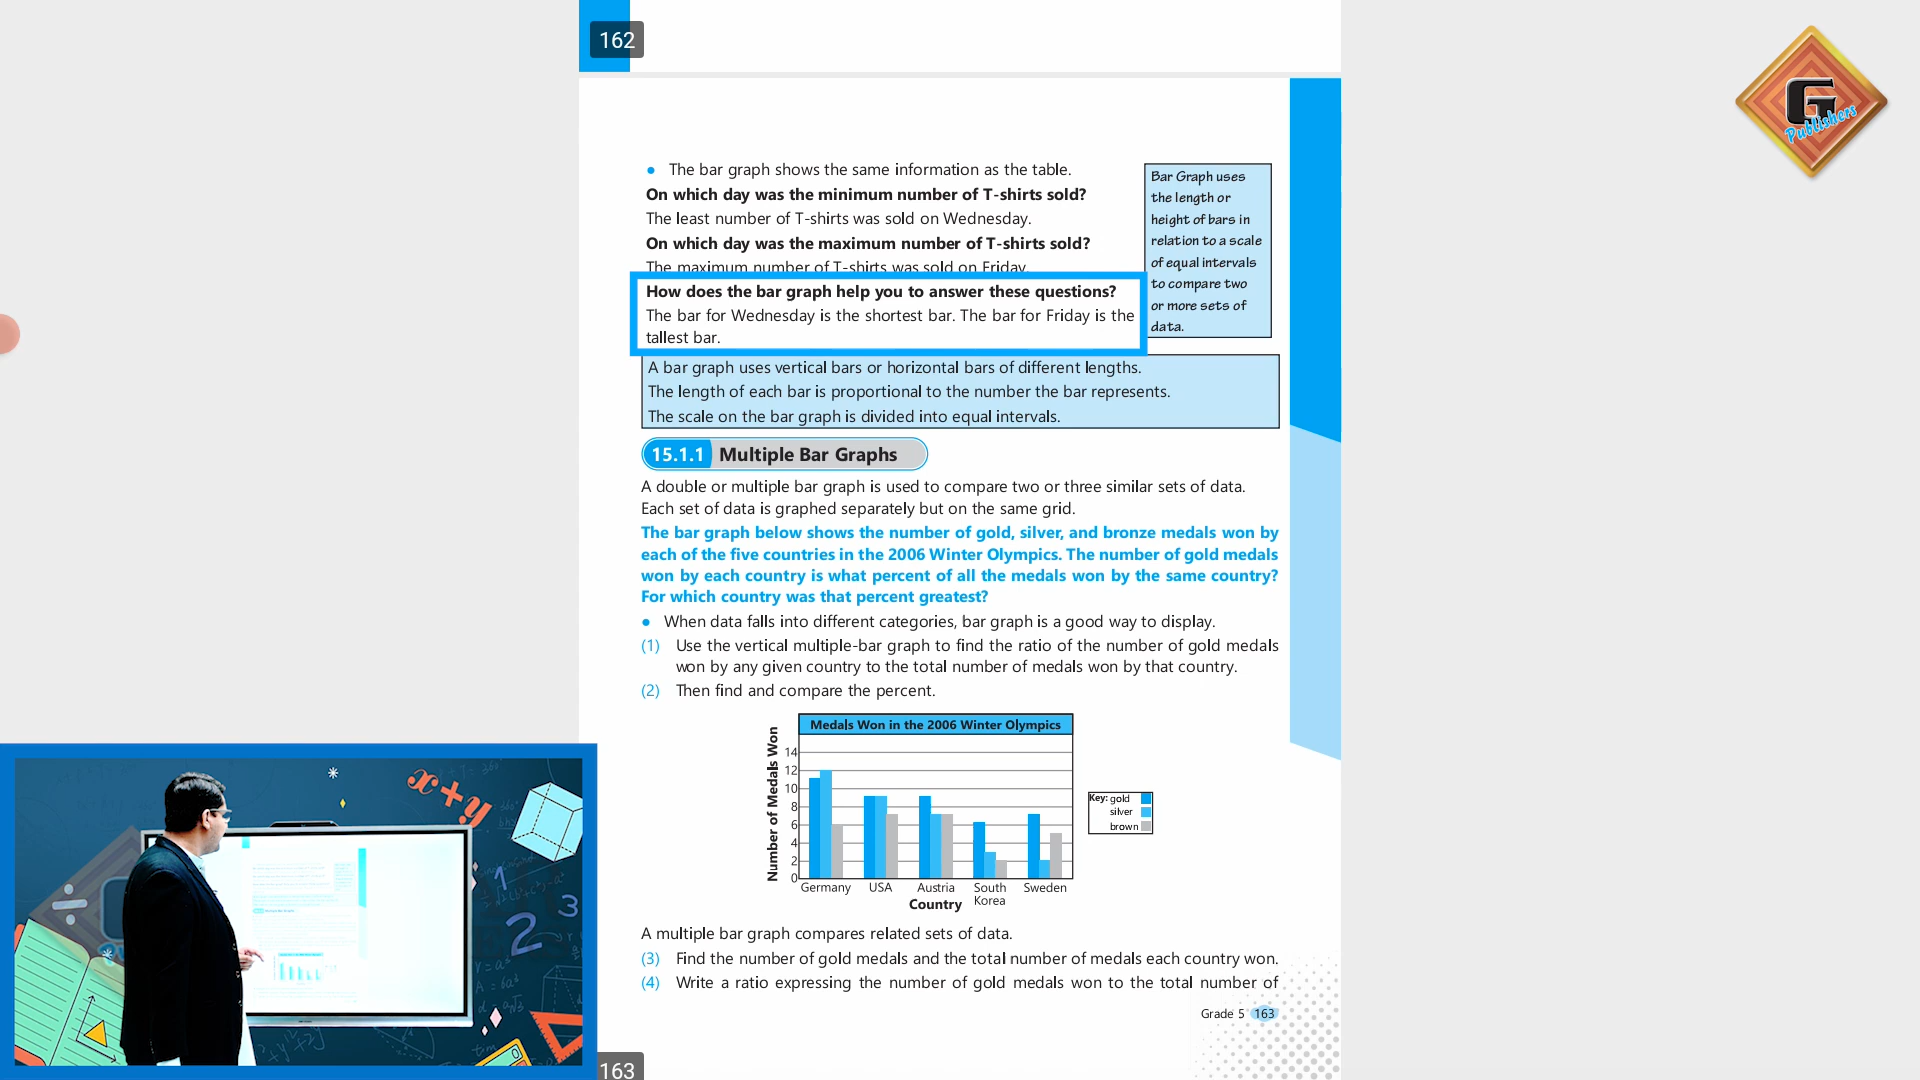 162
G
Publishers
• The bar graph shows the same information as the table.
On which day was the minimum number of T-shirts sold?
The least number of T-shirts was sold on Wednesday.
On which day was the maximum number of T-shirts sold?
The maximum number of T-shirts was sold on Friday.
How does the bar graph help you to answer these questions?
The bar for Wednesday is the shortest bar. The bar for Friday is the
tallest bar.
Bar Graph uses
the length or
height of bars in
relation to a scale
of equal intervals
to compare two
or more sets of
data.
A bar graph uses vertical bars or horizontal bars of different lengths.
The length of each bar is proportional to the number the bar represents.
The scale on the bar graph is divided into equal intervals.
15.1.1 Multiple Bar Graphs
A double or multiple bar graph is used to compare two or three similar sets of data.
Each set of data is graphed separately but on the same grid.
The bar graph below shows the number of gold, silver, and bronze medals won by
each of the five countries in the 2006 Winter Olympics. The number of gold medals
won by each country is what percent of all the medals won by the same country?
For which country was that percent greatest?
• When data falls into different categories, bar graph is a good way to display.
(1) Use the vertical multiple-bar graph to find the ratio of the number of gold medals
won by any given country to the total number of medals won by that country.
(2) Then find and compare the percent.
Medals Won in the 2006 Winter Olympics
Number of Medals Won
14
12
10
8
6
4
2
0
Germany USA Austria South Korea Sweden
Country
Key: gold
silver
brown
A multiple bar graph compares related sets of data.
(3) Find the number of gold medals and the total number of medals each country won.
(4) Write a ratio expressing the number of gold medals won to the total number of
Grade 5 163
163
x+y
1
2
3